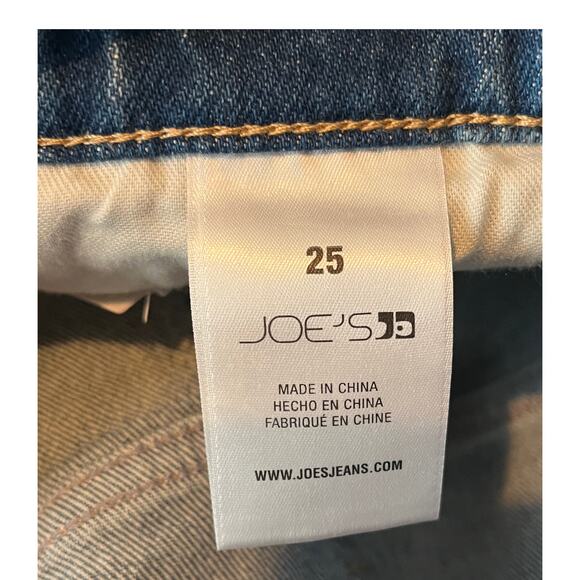 25
JOE'S
MADE IN CHINA
HECHO EN CHINA
FABRIQUÉ EN CHINE
WWW.JOESJEANS.COM